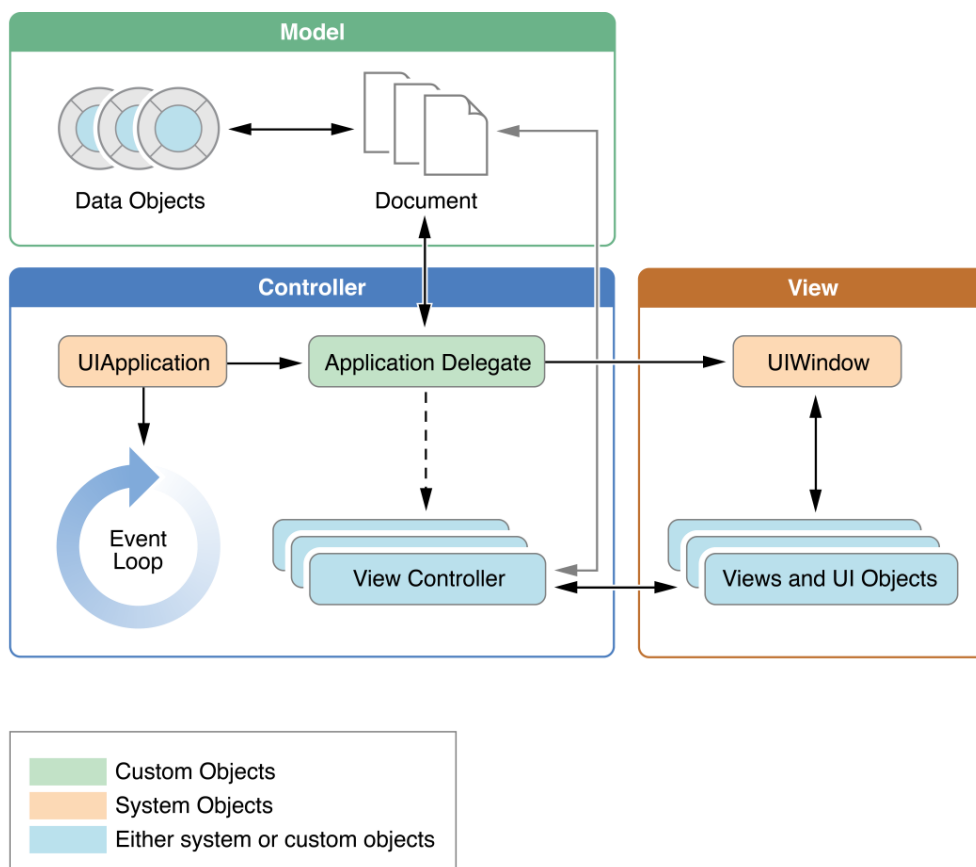 Model
Data Objects
Document
Controller
View
UIApplication
Application Delegate
UIWindow
Event
Loop
View Controller
Views and UI Objects
Custom Objects
System Objects
Either system or custom objects